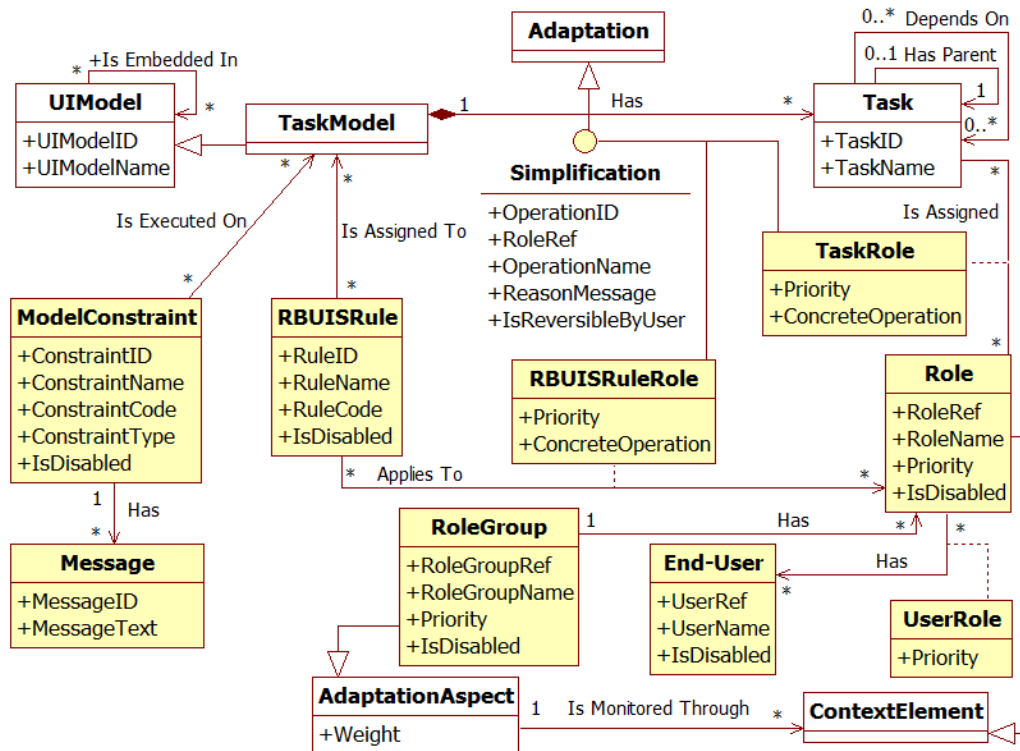 Adaptation
0..* Depends On
0..1 Has Parent
+Is Embedded In
*
*
UIModel
+UIModelID
+UIModelName
TaskModel
1
Has
*
Task
+TaskID
+TaskName
1
0..*
*
*
*
Simplification
+OperationID
+RoleRef
+OperationName
+ReasonMessage
+IsReversibleByUser
Is Executed On
Is Assigned To
Is Assigned
TaskRole
+Priority
+ConcreteOperation
*
*
*
ModelConstraint
+ConstraintID
+ConstraintName
+ConstraintCode
+ConstraintType
+IsDisabled
RBUISRule
+RuleID
+RuleName
+RuleCode
+IsDisabled
RBUISRuleRole
+Priority
+ConcreteOperation
Role
+RoleRef
+RoleName
+Priority
+IsDisabled
* Applies To
*
1
Has
*
Message
+MessageID
+MessageText
RoleGroup
+RoleGroupRef
+RoleGroupName
+Priority
+IsDisabled
1
Has
*
*
Has
*
End-User
+UserRef
+UserName
+IsDisabled
UserRole
+Priority
AdaptationAspect
+Weight
1 Is Monitored Through *
ContextElement